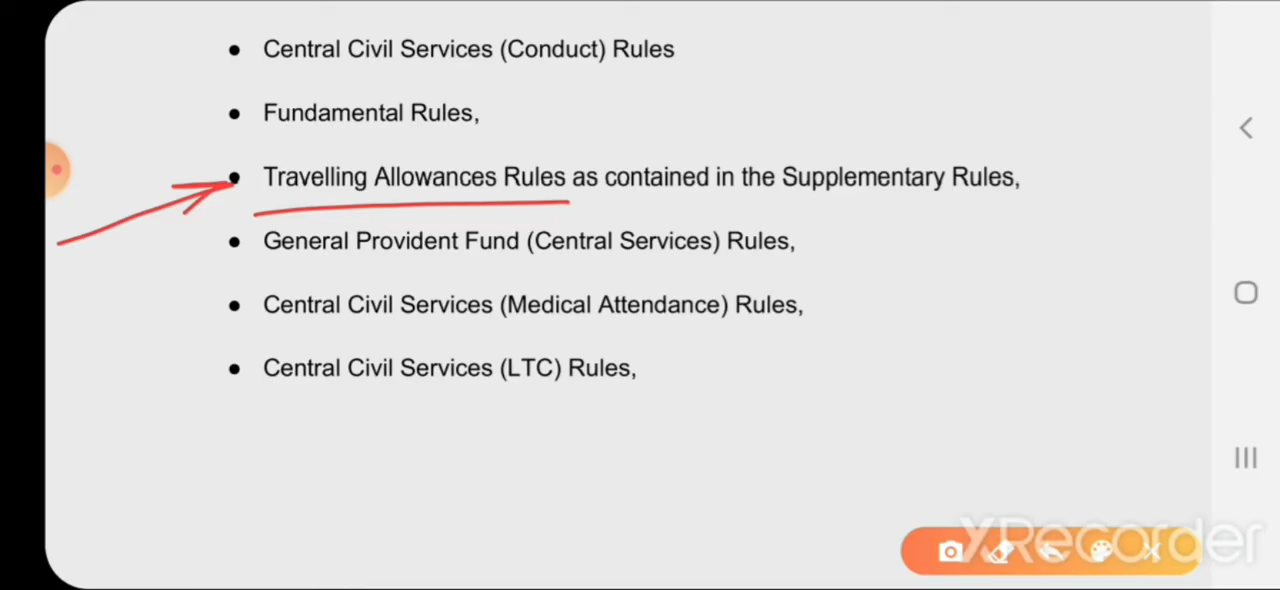 ● Central Civil Services (Conduct) Rules
● Fundamental Rules,
● Travelling Allowances Rules as contained in the Supplementary Rules,
● General Provident Fund (Central Services) Rules,
● Central Civil Services (Medical Attendance) Rules,
● Central Civil Services (LTC) Rules,
XRecorder